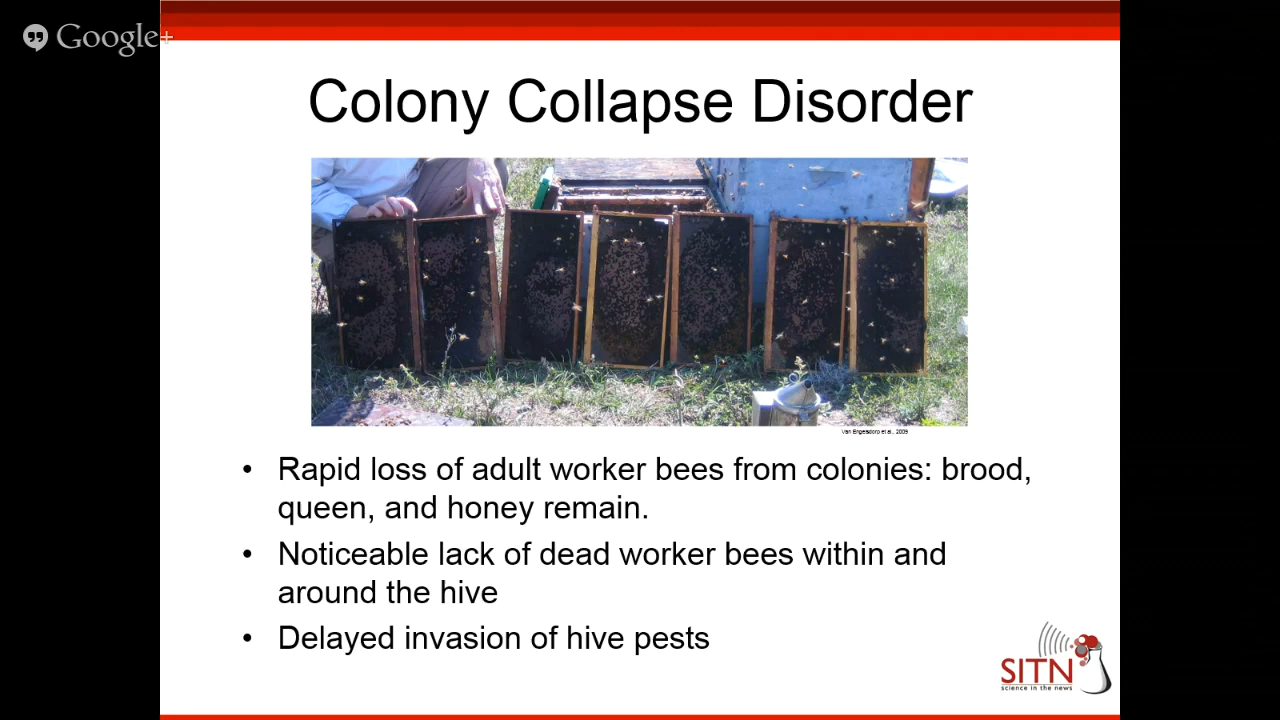 Google+
Colony Collapse Disorder
Van Engelsdorp et al., 2009
• Rapid loss of adult worker bees from colonies: brood,
queen, and honey remain.
• Noticeable lack of dead worker bees within and
around the hive
• Delayed invasion of hive pests
SITN
science in the news